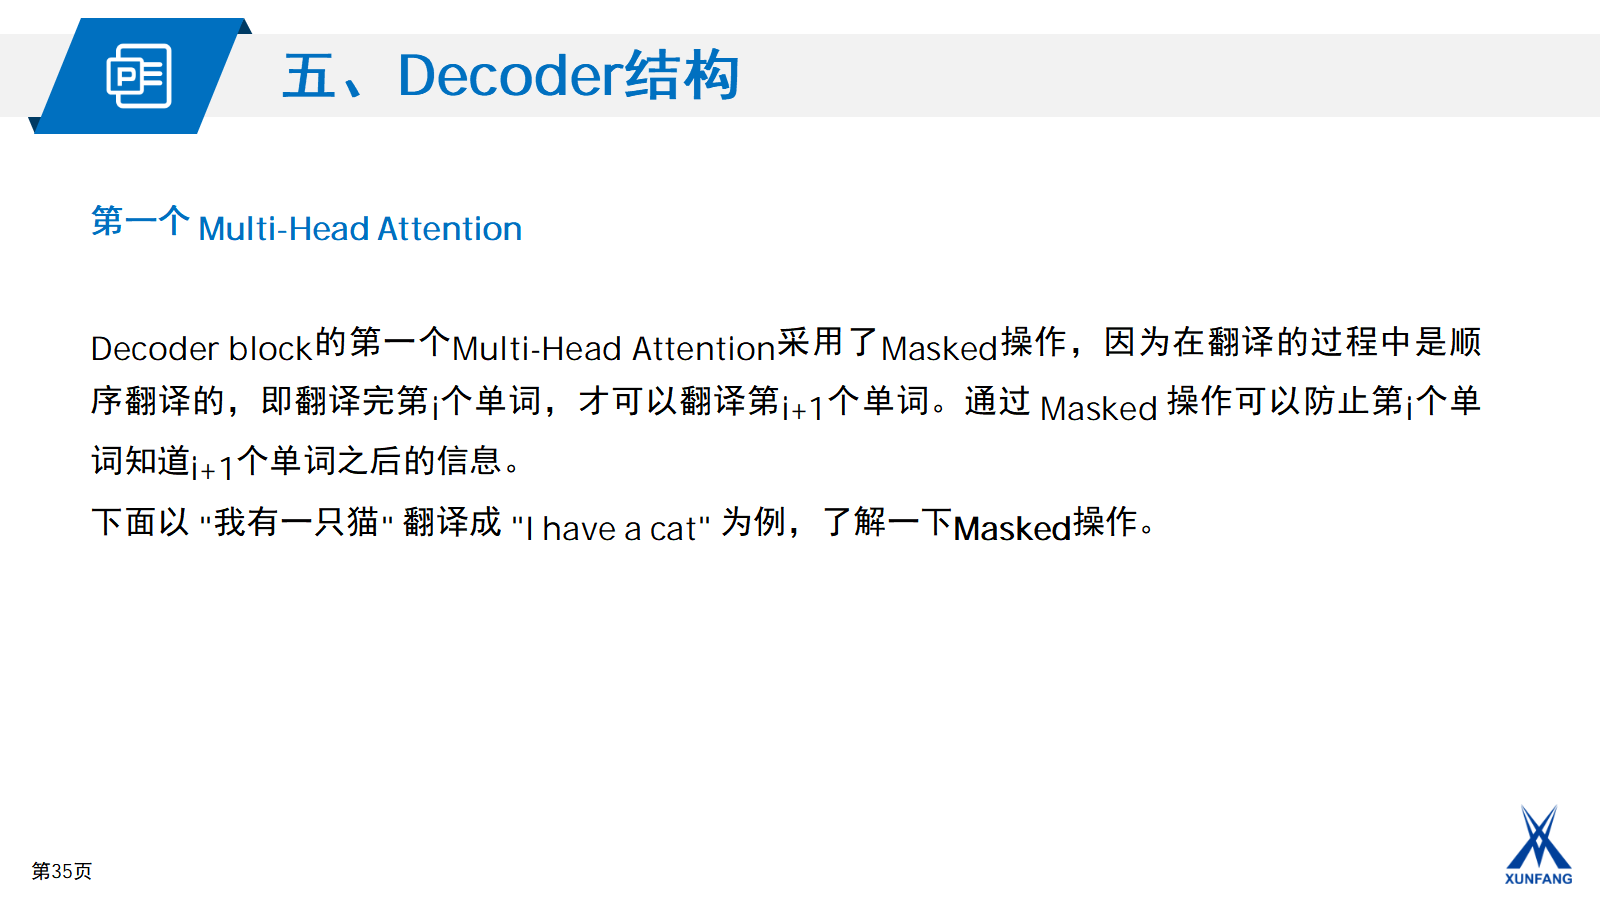 五、Decoder结构
第一个 Multi-Head Attention
Decoder block的第一个Multi-Head Attention采用了Masked操作，因为在翻译的过程中是顺
序翻译的，即翻译完第i个单词，才可以翻译第i+1个单词。通过 Masked 操作可以防止第i个单
词知道i+1个单词之后的信息。
下面以 "我有一只猫" 翻译成 "I have a cat" 为例，了解一下Masked操作。
第35页
XUNFANG